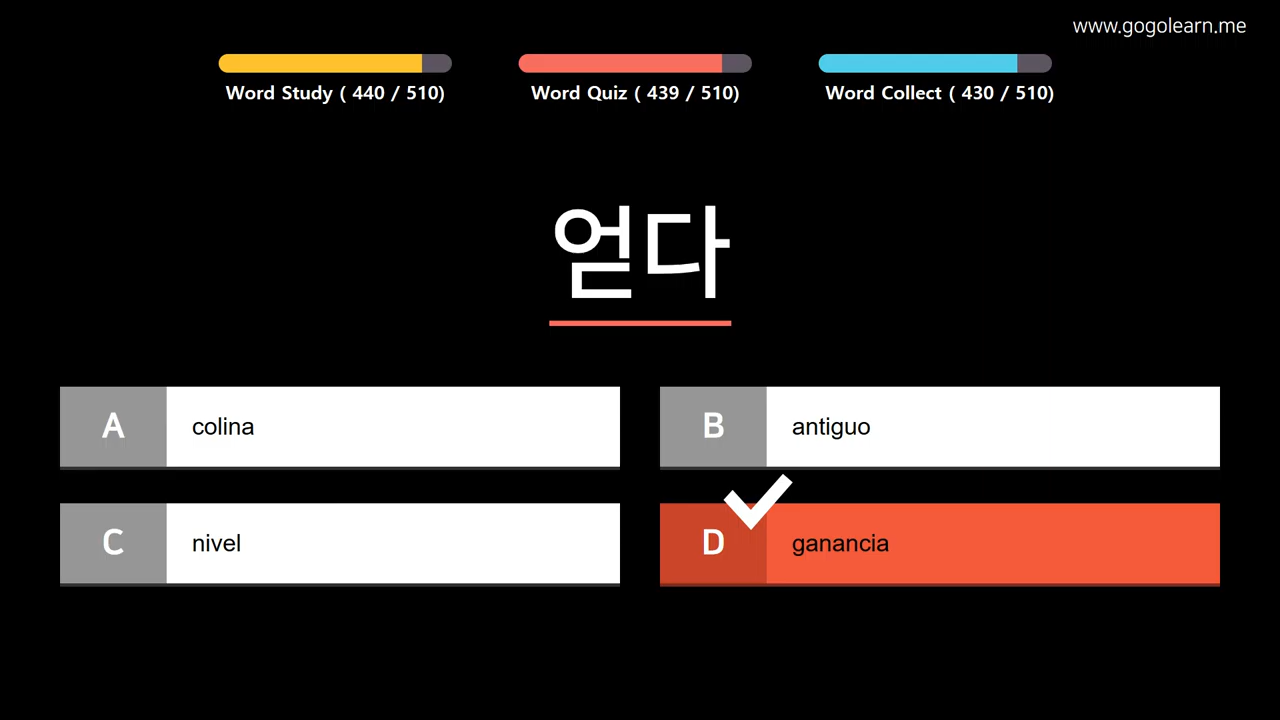 www.gogolearn.me
Word Study ( 440 / 510)
Word Quiz ( 439 / 510)
Word Collect ( 430 / 510)
얻다
A colina
B antiguo
C nivel
D ganancia